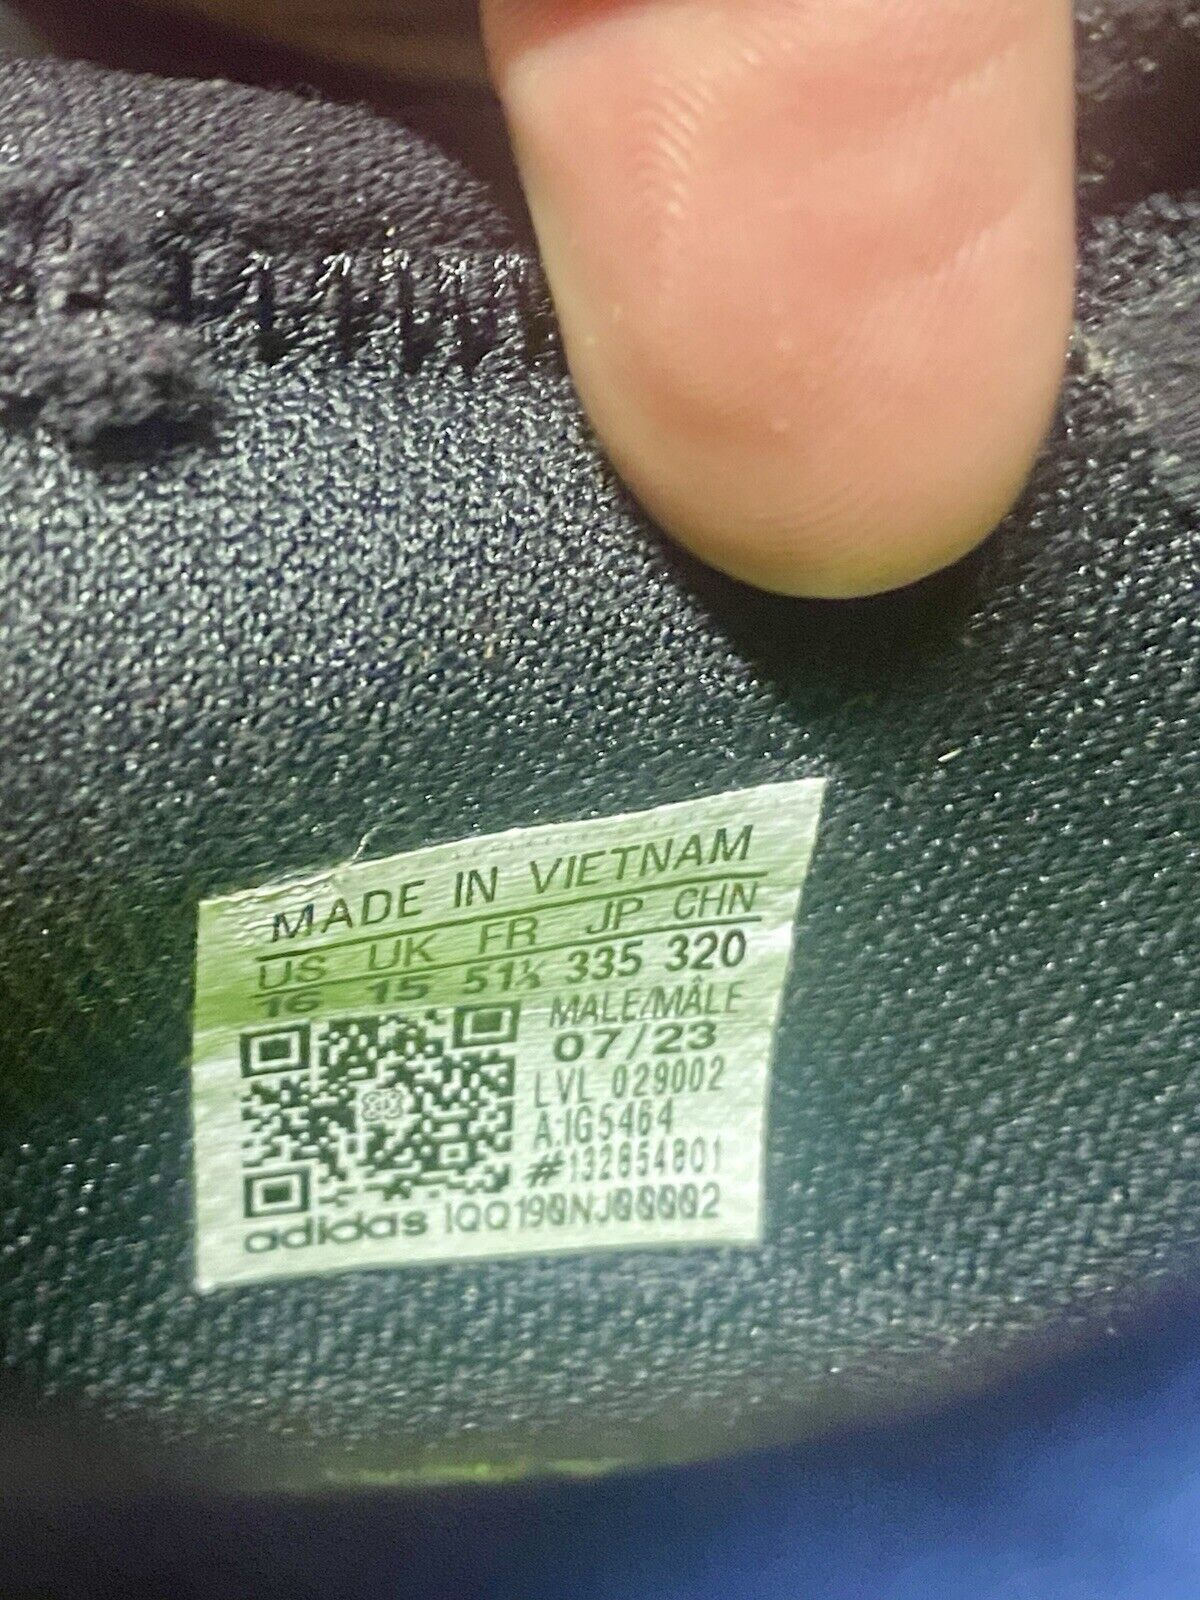 MADE IN VIETNAM
US UK FR JP CHN
16 15 51⅓ 335 320
MALE/MÂLE
07/23
LVL 029002
A:IG5464
#132854801
adidas IQQ190NJ00002